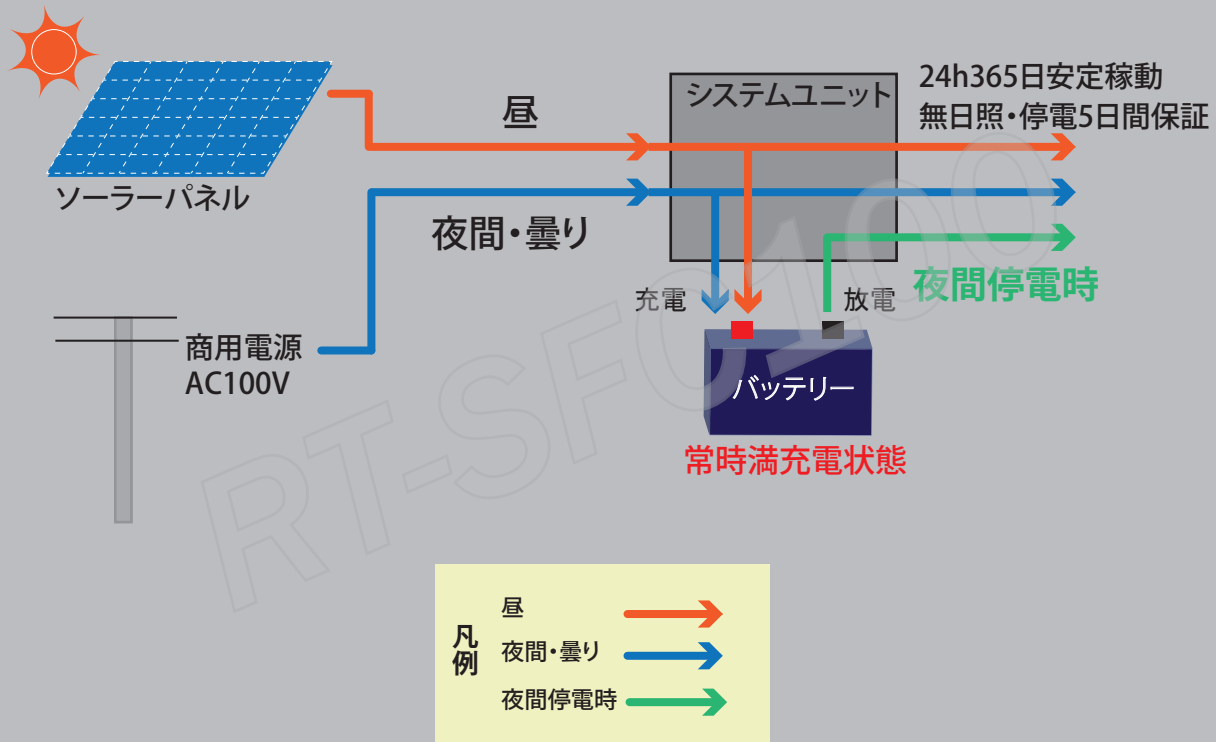 ソーラーパネル
昼
システムユニット
24h365日安定稼動
無日照・停電5日間保証
夜間・曇り
夜間停電時
充電
放電
商用電源
AC100V
バッテリー
常時満充電状態
RT-SFC100
凡例
昼
夜間・曇り
夜間停電時